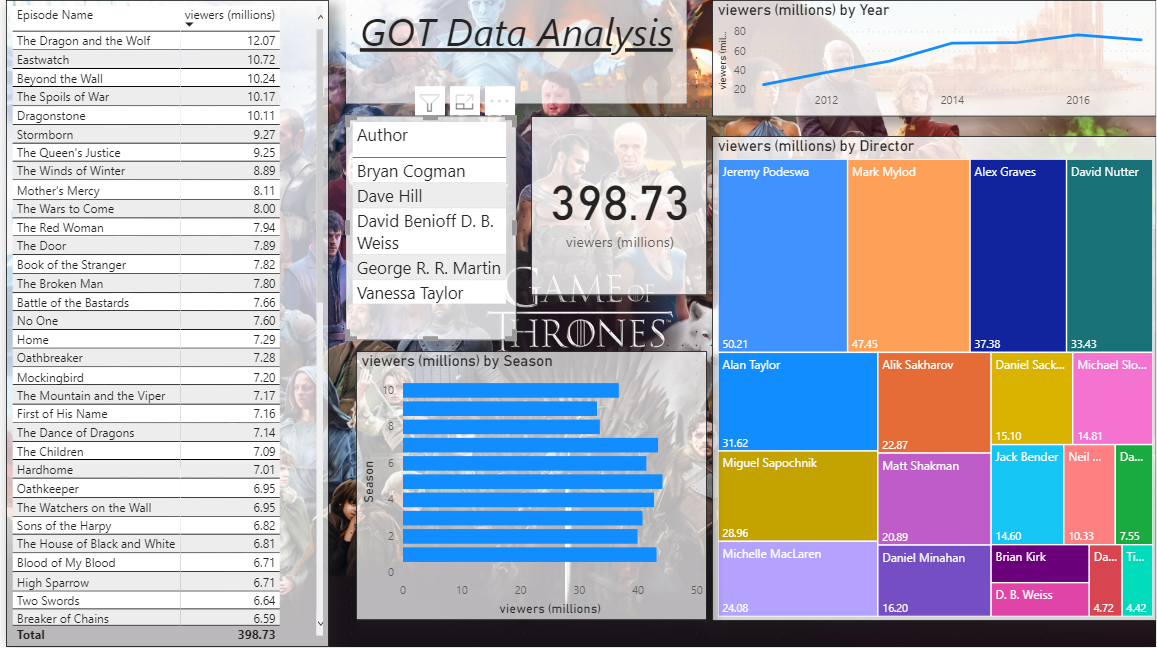 Episode Name viewers (millions)
The Dragon and the Wolf 12.07
Eastwatch 10.72
Beyond the Wall 10.24
The Spoils of War 10.17
Dragonstone 10.11
Stormborn 9.27
The Queen's Justice 9.25
The Winds of Winter 8.89
Mother's Mercy 8.11
The Wars to Come 8.00
The Red Woman 7.94
The Door 7.89
Book of the Stranger 7.82
The Broken Man 7.80
Battle of the Bastards 7.66
No One 7.60
Home 7.29
Oathbreaker 7.28
Mockingbird 7.20
The Mountain and the Viper 7.17
First of His Name 7.16
The Dance of Dragons 7.14
The Children 7.09
Hardhome 7.01
Oathkeeper 6.95
The Watchers on the Wall 6.95
Sons of the Harpy 6.82
The House of Black and White 6.81
Blood of My Blood 6.71
High Sparrow 6.71
Two Swords 6.64
Breaker of Chains 6.59
Total 398.73
GOT Data Analysis
Author
Bryan Cogman
Dave Hill
David Benioff D. B.
Weiss
George R. R. Martin
Vanessa Taylor
398.73
viewers (millions)
GAME OF
THRONES
viewers (millions) by Season
Season
10
8
6
4
2
0
0 10 20 30 40 50
viewers (millions)
viewers (millions) by Year
viewers (mil...
80
60
40
20
2012 2014 2016
viewers (millions) by Director
Jeremy Podeswa
50.21
Mark Mylod
47.45
Alex Graves
37.38
David Nutter
33.43
Alan Taylor
31.62
Alik Sakharov
22.87
Daniel Sack...
15.10
Michael Slo...
14.81
Miguel Sapochnik
28.96
Matt Shakman
20.89
Jack Bender
14.60
Neil ...
10.33
Da...
7.55
Michelle MacLaren
24.08
Daniel Minahan
16.20
Brian Kirk
D. B. Weiss
Da...
4.72
Ti...
4.42